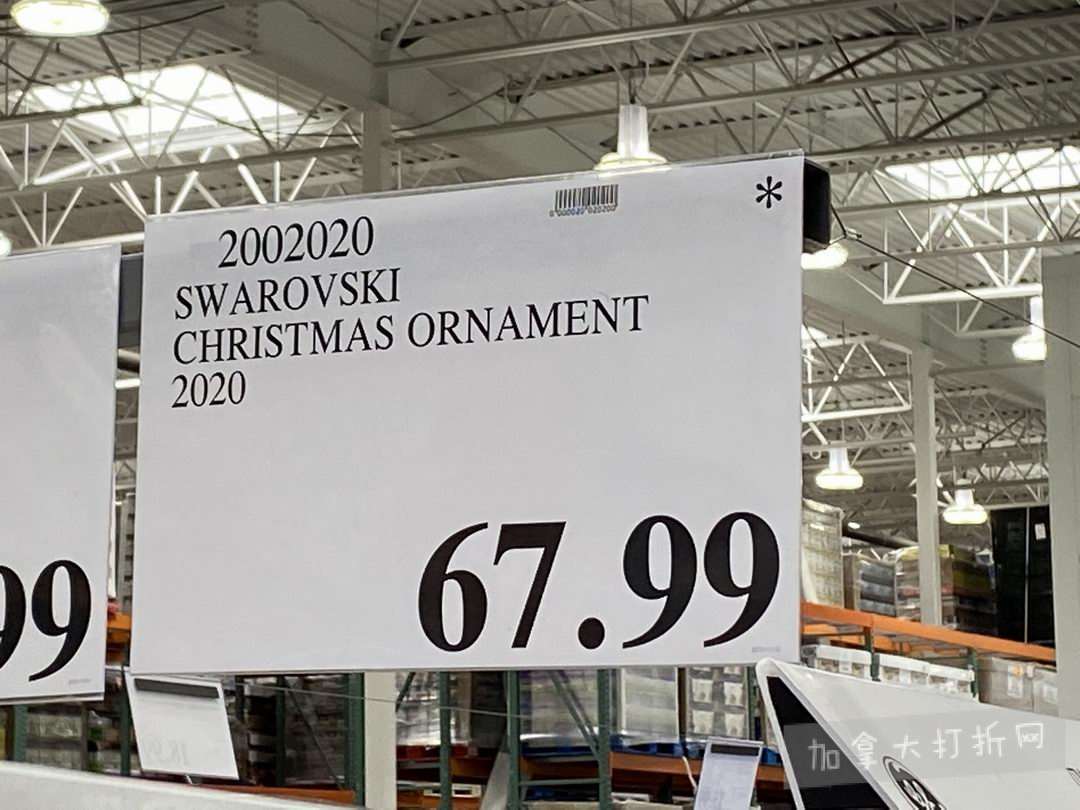 *
2002020
SWAROVSKI
CHRISTMAS ORNAMENT
2020
67.99
99
加拿大打折网